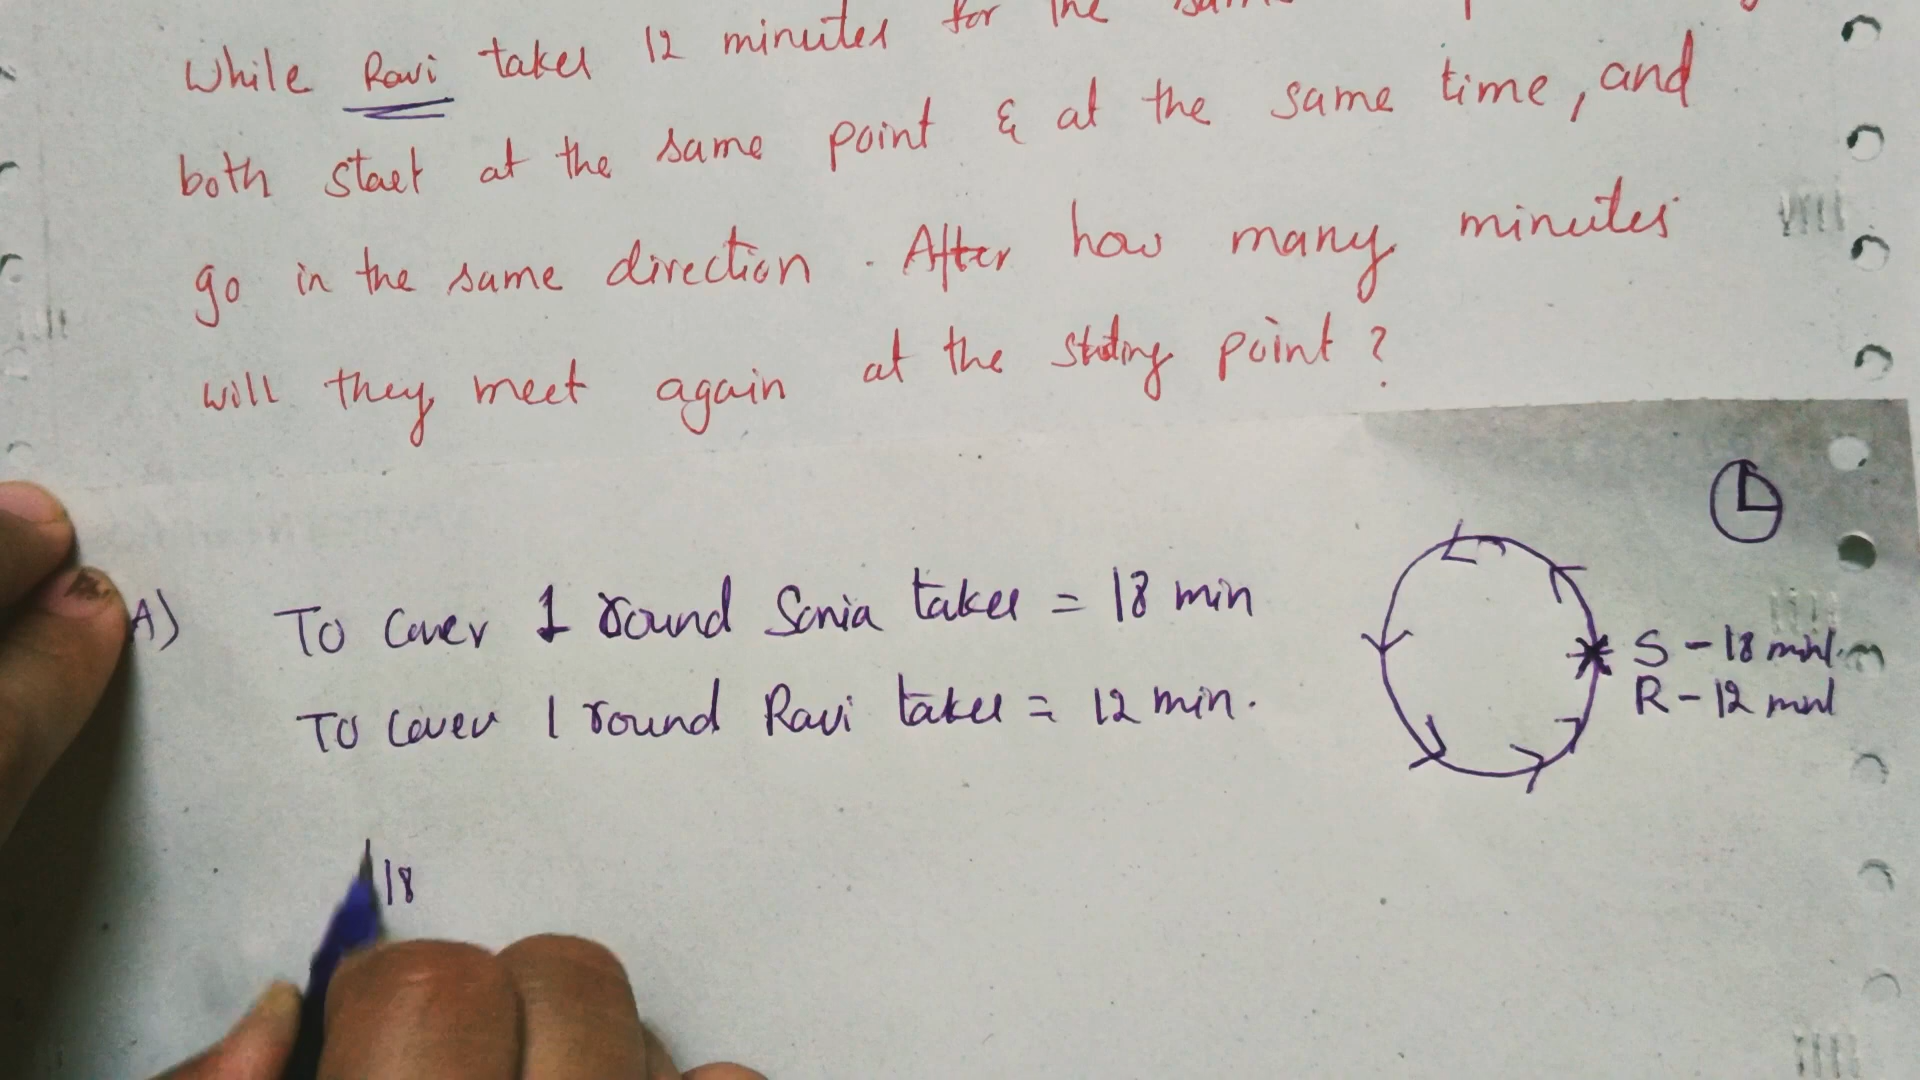 While Ravi takes 12 minutes for the same
both start at the same point & at the same time, and
go in the same direction. After how many minutes
will they meet again at the starting point?
A) To cover 1 round Sonia takes = 18 min
To cover 1 round Ravi takes = 12 min.
S - 18 min
R - 12 min
18